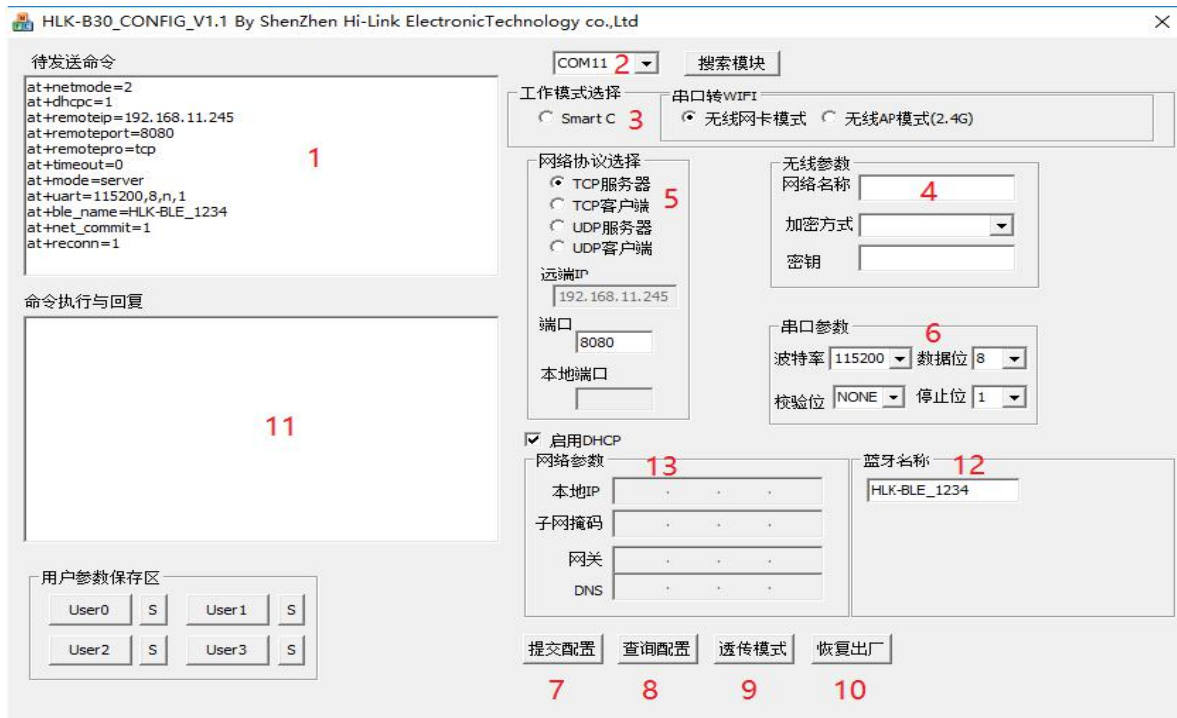 HLK-B30_CONFIG_V1.1 By ShenZhen Hi-Link ElectronicTechnology co.,Ltd
待发送命令
at+netmode=2
at+dhcpc=1
at+remoteip=192.168.11.245
at+remoteport=8080
at+remotepro=tcp
at+timeout=0
at+mode=server
at+uart=115200,8,n,1
at+ble_name=HLK-BLE_1234
at+net_commit=1
at+reconn=1
1
命令执行与回复
11
用户参数保存区
User0 S User1 S
User2 S User3 S
COM11 2 搜索模块
工作模式选择
Smart C 3
串口转WIFI
无线网卡模式 无线AP模式(2.4G)
网络协议选择
TCP服务器
TCP客户端
UDP服务器
UDP客户端
5
远端IP
192.168.11.245
端口
8080
本地端口
无线参数
网络名称 4
加密方式
密钥
串口参数 6
波特率 115200 数据位 8
校验位 NONE 停止位 1
启用DHCP
网络参数 13
本地IP . . .
子网掩码 . . .
网关 . . .
DNS . . .
蓝牙名称 12
HLK-BLE_1234
提交配置 查询配置 透传模式 恢复出厂
7 8 9 10